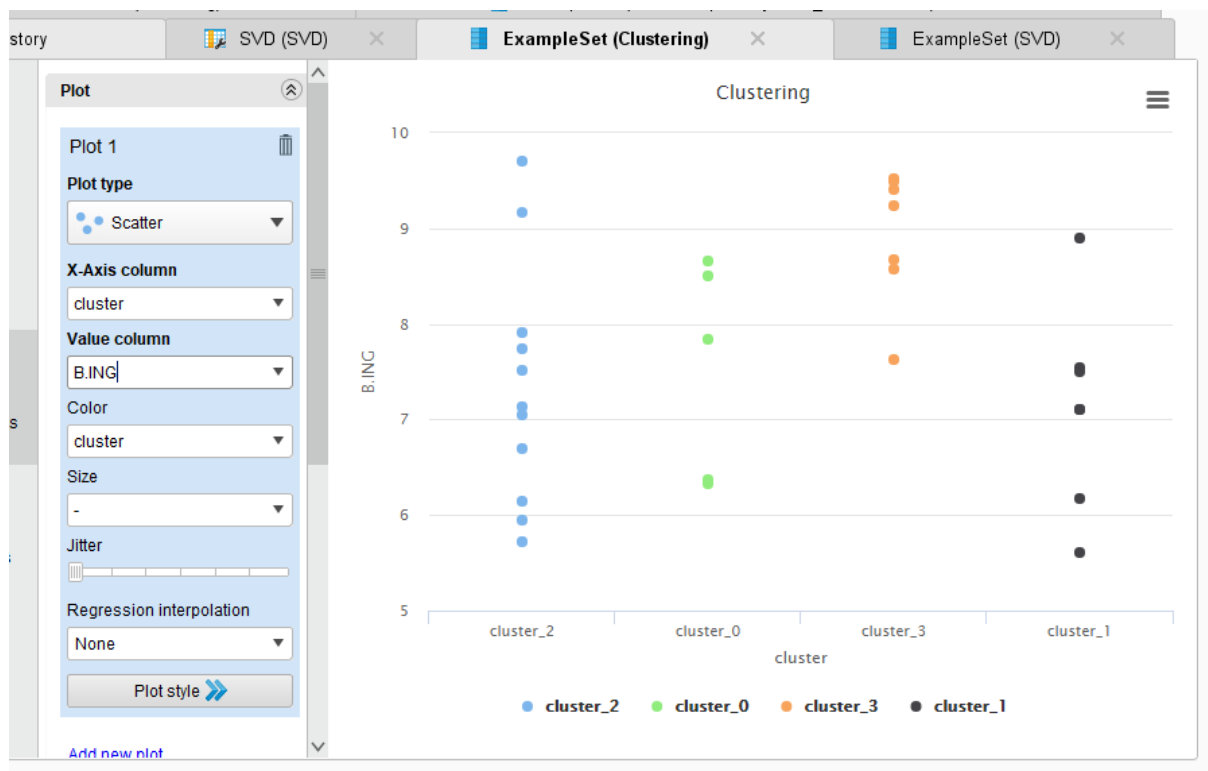 story
SVD (SVD)
ExampleSet (Clustering)
ExampleSet (SVD)
Plot
Plot 1
Plot type
Scatter
X-Axis column
cluster
Value column
B.ING
Color
cluster
Size
-
Jitter
Regression interpolation
None
Plot style
Add new plot
s
Clustering
10
9
8
7
6
5
B.ING
cluster_2 cluster_0 cluster_3 cluster_1
cluster
cluster_2 cluster_0 cluster_3 cluster_1